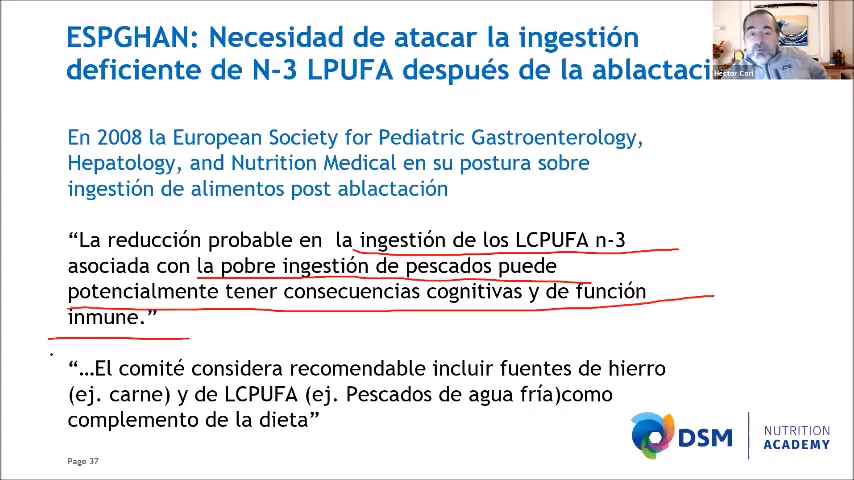 ESPGHAN: Necesidad de atacar la ingestión
deficiente de N-3 LPUFA después de la ablactaci
Héctor Cori
En 2008 la European Society for Pediatric Gastroenterology,
Hepatology, and Nutrition Medical en su postura sobre
ingestión de alimentos post ablactación
“La reducción probable en la ingestión de los LCPUFA n-3
asociada con la pobre ingestión de pescados puede
potencialmente tener consecuencias cognitivas y de función
inmune.”
“…El comité considera recomendable incluir fuentes de hierro
(ej. carne) y de LCPUFA (ej. Pescados de agua fría)como
complemento de la dieta”
DSM
NUTRITION
ACADEMY
Page 37